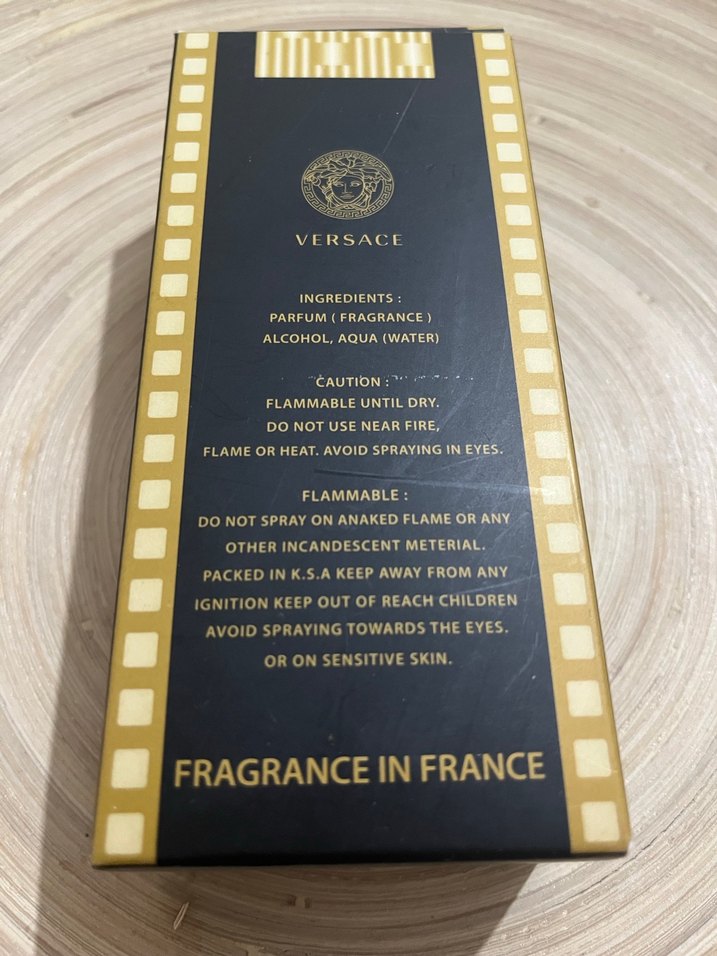 VERSACE
INGREDIENTS :
PARFUM ( FRAGRANCE )
ALCOHOL, AQUA (WATER)
CAUTION :
FLAMMABLE UNTIL DRY.
DO NOT USE NEAR FIRE,
FLAME OR HEAT. AVOID SPRAYING IN EYES.
FLAMMABLE :
DO NOT SPRAY ON ANAKED FLAME OR ANY
OTHER INCANDESCENT METERIAL.
PACKED IN K.S.A KEEP AWAY FROM ANY
IGNITION KEEP OUT OF REACH CHILDREN
AVOID SPRAYING TOWARDS THE EYES.
OR ON SENSITIVE SKIN.
FRAGRANCE IN FRANCE